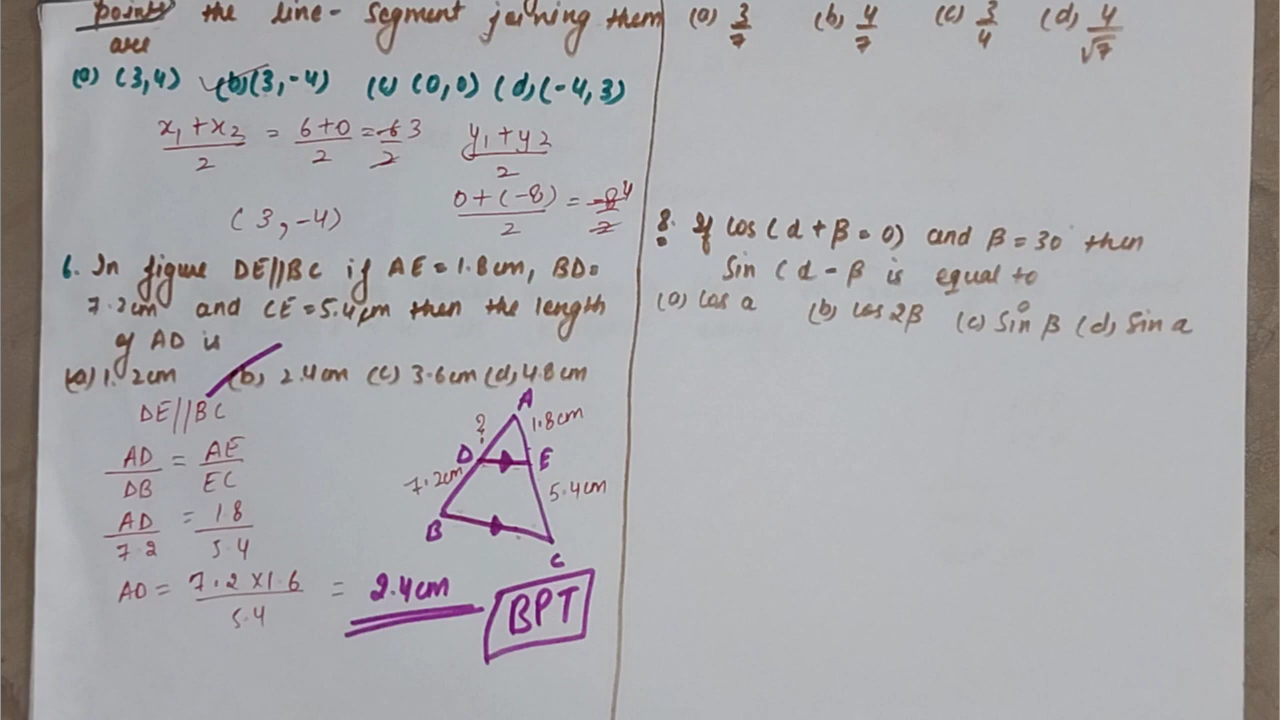 points the line-segment joining them
are
(a) (3,4) (b) (3,-4) (c) (0,0) (d) (-4,3)
x₁+x₂/2 = 6+0/2 = 6/2 3
y₁+y2/2
0+(-8)/2 = -8/2 4
(3,-4)
6. In figure DE//BC if AE=1.8cm, BD=
7.2cm and CE=5.4cm then the length
of AD is
(a) 1.2cm (b) 2.4cm (c) 3.6cm (d) 4.8cm
DE//BC
AD/DB = AE/EC
AD/7.2 = 1.8/5.4
AD = 7.2×1.6/5.4 = 2.4cm
A
?
1.8cm
D
E
7.2cm
5.4cm
B
C
BPT
(a) 3/7 (b) 4/7 (c) 3/4 (d) 4/√7
8. If cos(α+β=0) and β=30 then
Sin (α-β is equal to
(a) cos a (b) cos2β (c) Sin β (d) Sin a